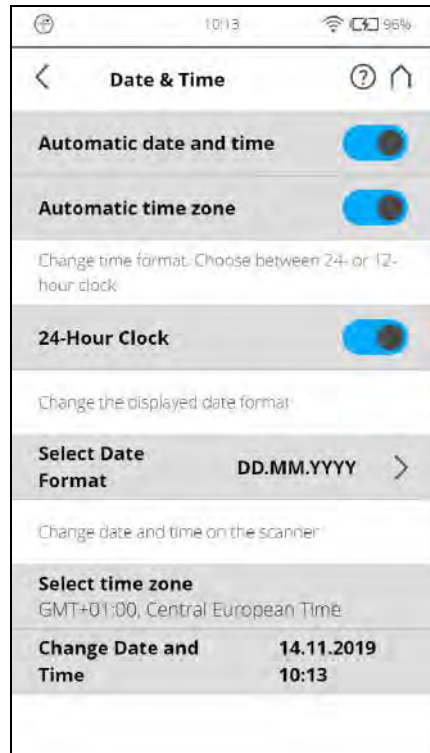 10:13 96%
Date & Time
Automatic date and time
Automatic time zone
Change time format. Choose between 24- or 12-
hour clock
24-Hour Clock
Change the displayed date format
Select Date
Format
DD.MM.YYYY
Change date and time on the scanner
Select time zone
GMT+01:00, Central European Time
Change Date and
Time
14.11.2019
10:13